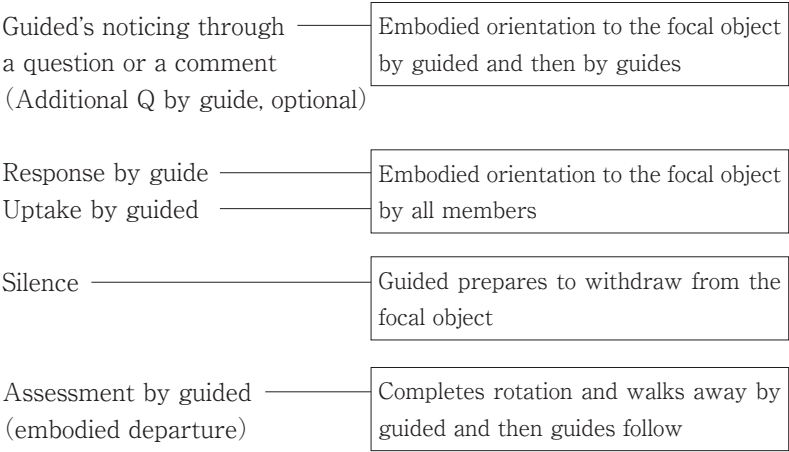 Guided's noticing through
a question or a comment
(Additional Q by guide, optional)
Embodied orientation to the focal object
by guided and then by guides
Response by guide
Uptake by guided
Embodied orientation to the focal object
by all members
Silence
Guided prepares to withdraw from the
focal object
Assessment by guided
(embodied departure)
Completes rotation and walks away by
guided and then guides follow